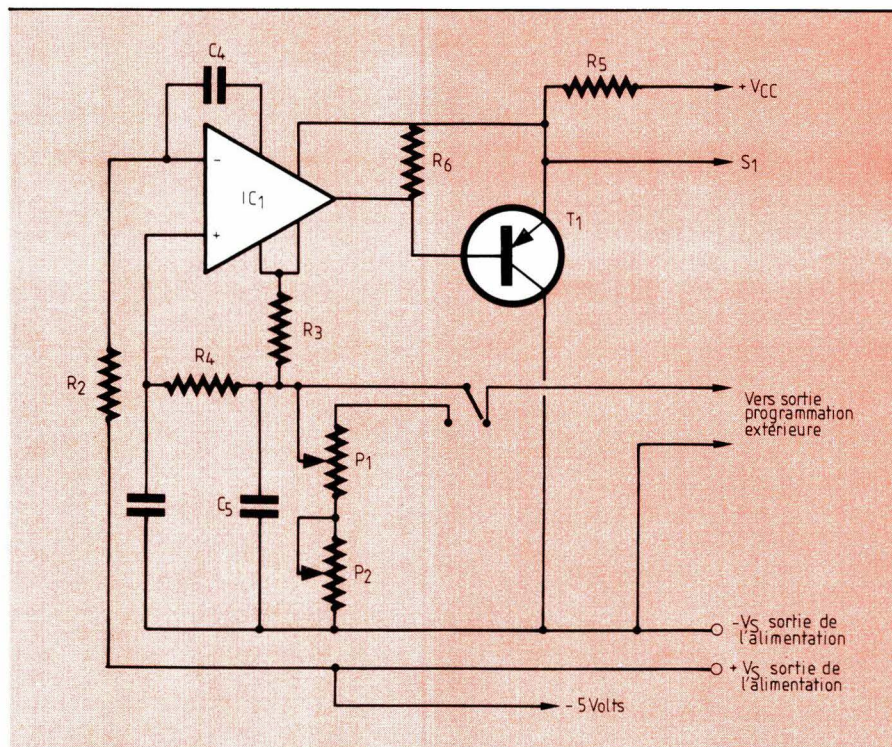 C4
R5
+ VCC
R6
S1
−
IC1
T1
+
R3
R4
R2
Vers sortie
programmation
extérieure
P1
C5
P2
−VS sortie de
l'alimentation
+ VS sortie de
l'alimentation
− 5 Volts